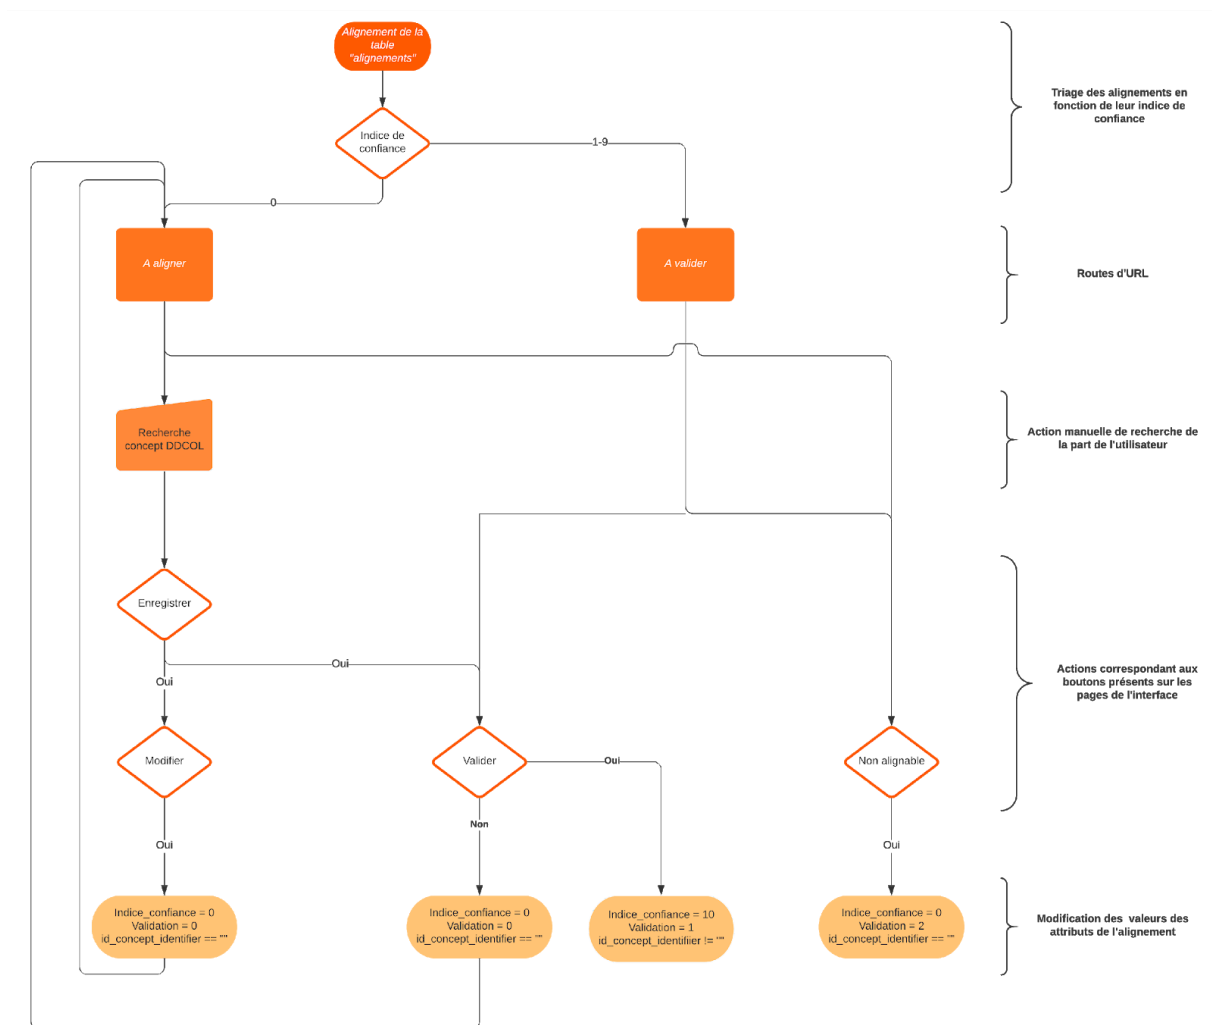 Alignement de la
table
"alignements"
Triage des alignements en
fonction de leur indice de
confiance
Indice de
confiance
1-9
0
A aligner
A valider
Routes d'URL
Recherche
concept DDCOL
Action manuelle de recherche de
la part de l'utilisateur
Enregistrer
Oui
Oui
Actions correspondant aux
boutons présents sur les
pages de l'interface
Modifier
Valider
Oui
Non alignable
Non
Oui
Oui
Indice_confiance = 0
Validation = 0
id_concept_identifier == ""
Indice_confiance = 0
Validation = 0
id_concept_identifier == ""
Indice_confiance = 10
Validation = 1
id_concept_identifiier != ""
Indice_confiance = 0
Validation = 2
id_concept_identifier == ""
Modification des valeurs des
attributs de l'alignement